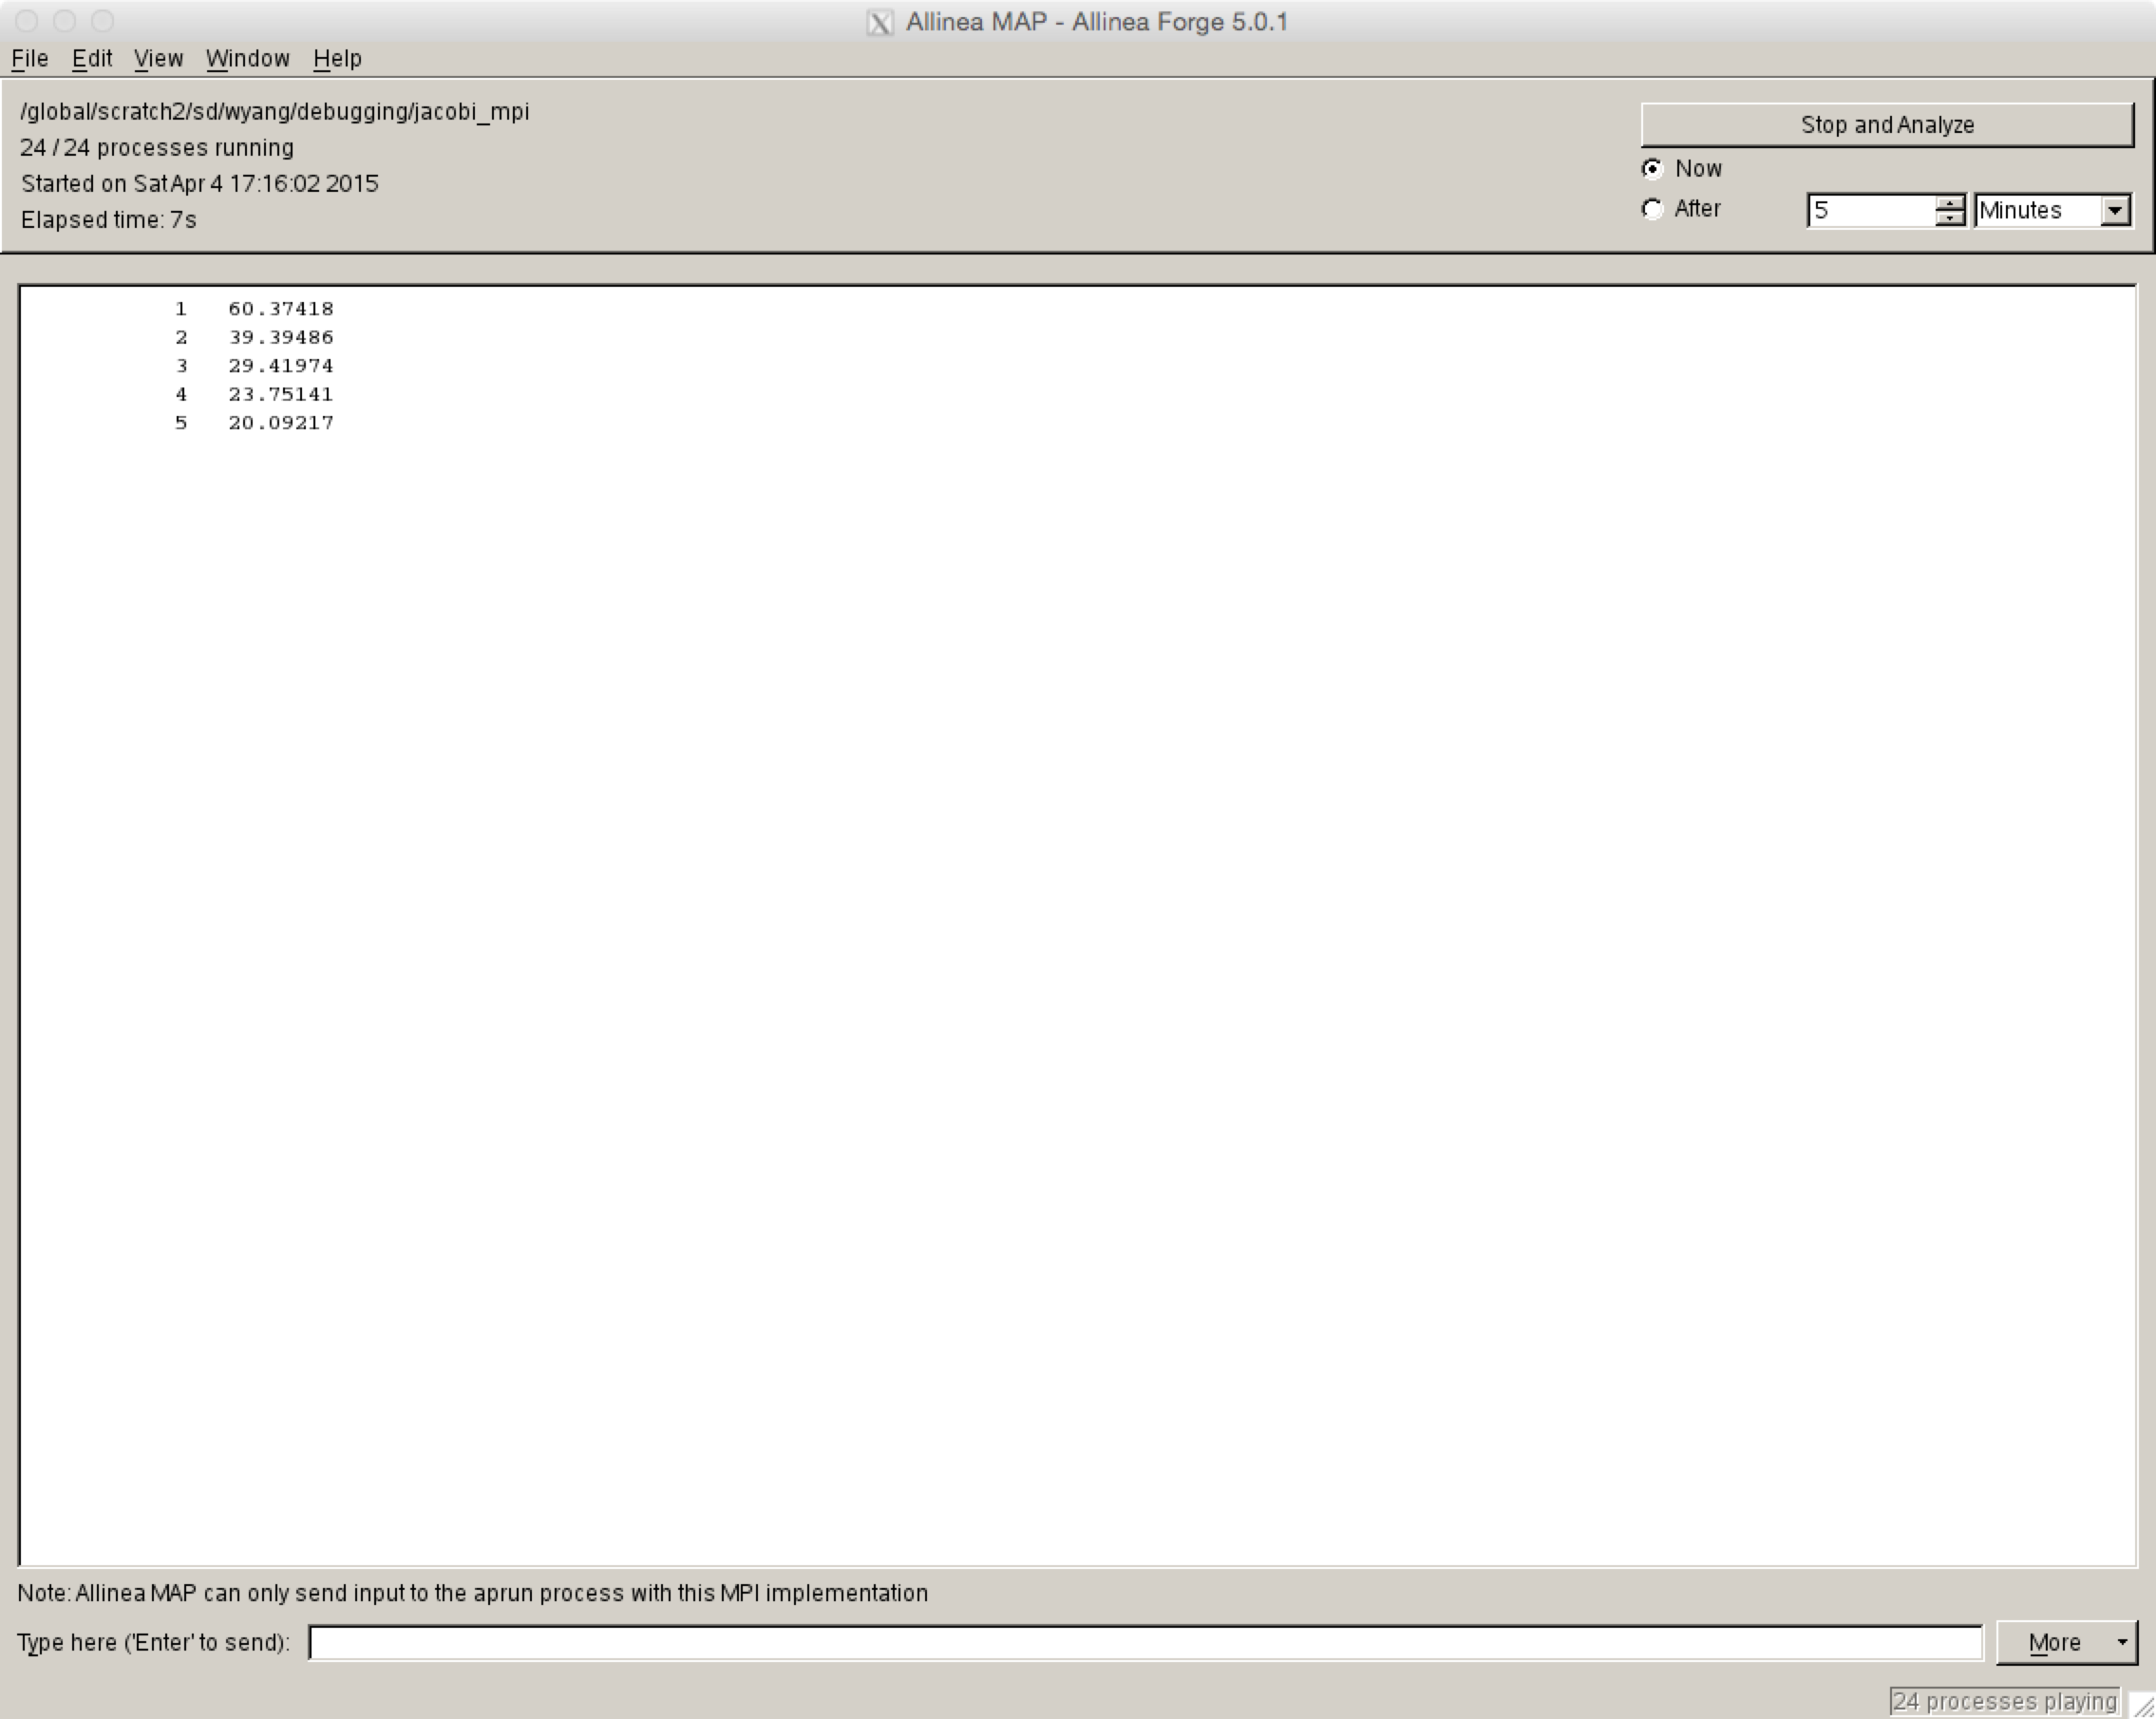 Allinea MAP - Allinea Forge 5.0.1
File Edit View Window Help
/global/scratch2/sd/wyang/debugging/jacobi_mpi
24 / 24 processes running
Started on Sat Apr 4 17:16:02 2015
Elapsed time: 7s
Stop and Analyze
Now
After 5 Minutes
1 60.37418
2 39.39486
3 29.41974
4 23.75141
5 20.09217
Note: Allinea MAP can only send input to the aprun process with this MPI implementation
Type here ('Enter' to send): More
24 processes playing